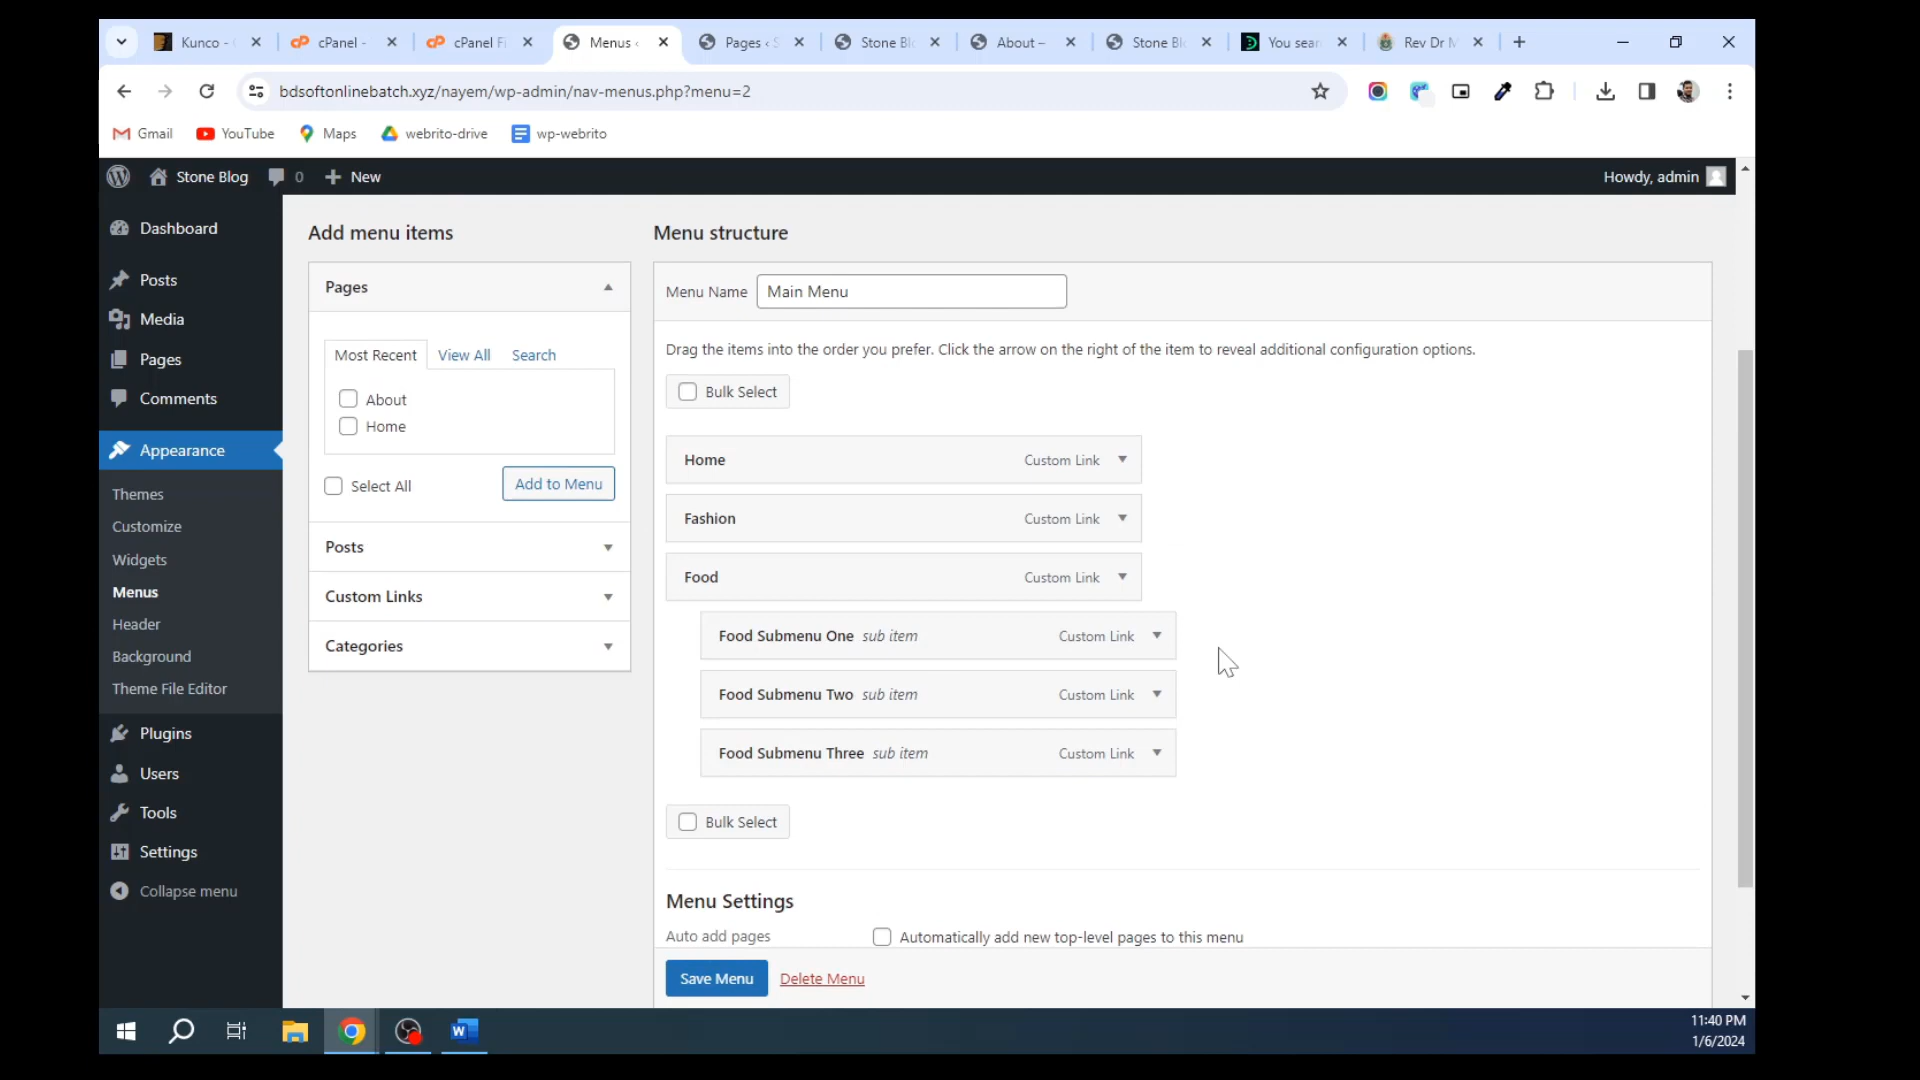 Kunco -
cPanel -
cPanel Fi
Menus ‹
Pages ‹ S
Stone Bl
About –
Stone Bl
You sear
Rev Dr M
bdsoftonlinebatch.xyz/nayem/wp-admin/nav-menus.php?menu=2
Gmail
YouTube
Maps
webrito-drive
wp-webrito
Stone Blog
0
New
Howdy, admin
Dashboard
Posts
Media
Pages
Comments
Appearance
Themes
Customize
Widgets
Menus
Header
Background
Theme File Editor
Plugins
Users
Tools
Settings
Collapse menu
Add menu items
Pages
Most Recent
View All
Search
About
Home
Select All
Add to Menu
Posts
Custom Links
Categories
Menu structure
Menu Name
Main Menu
Drag the items into the order you prefer. Click the arrow on the right of the item to reveal additional configuration options.
Bulk Select
Home Custom Link
Fashion Custom Link
Food Custom Link
Food Submenu One sub item Custom Link
Food Submenu Two sub item Custom Link
Food Submenu Three sub item Custom Link
Bulk Select
Menu Settings
Auto add pages
Automatically add new top-level pages to this menu
Save Menu
Delete Menu
11:40 PM
1/6/2024